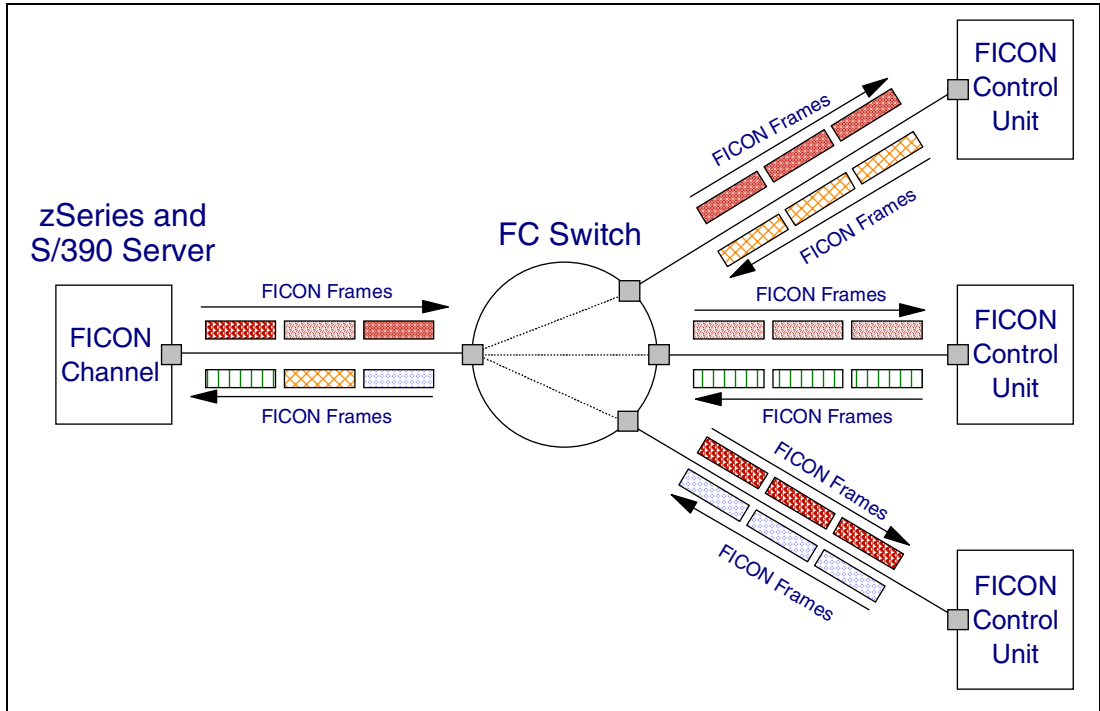 zSeries and
S/390 Server
FICON
Channel
FICON Frames
FICON Frames
FC Switch
FICON Frames
FICON Frames
FICON
Control
Unit
FICON Frames
FICON Frames
FICON
Control
Unit
FICON Frames
FICON Frames
FICON
Control
Unit